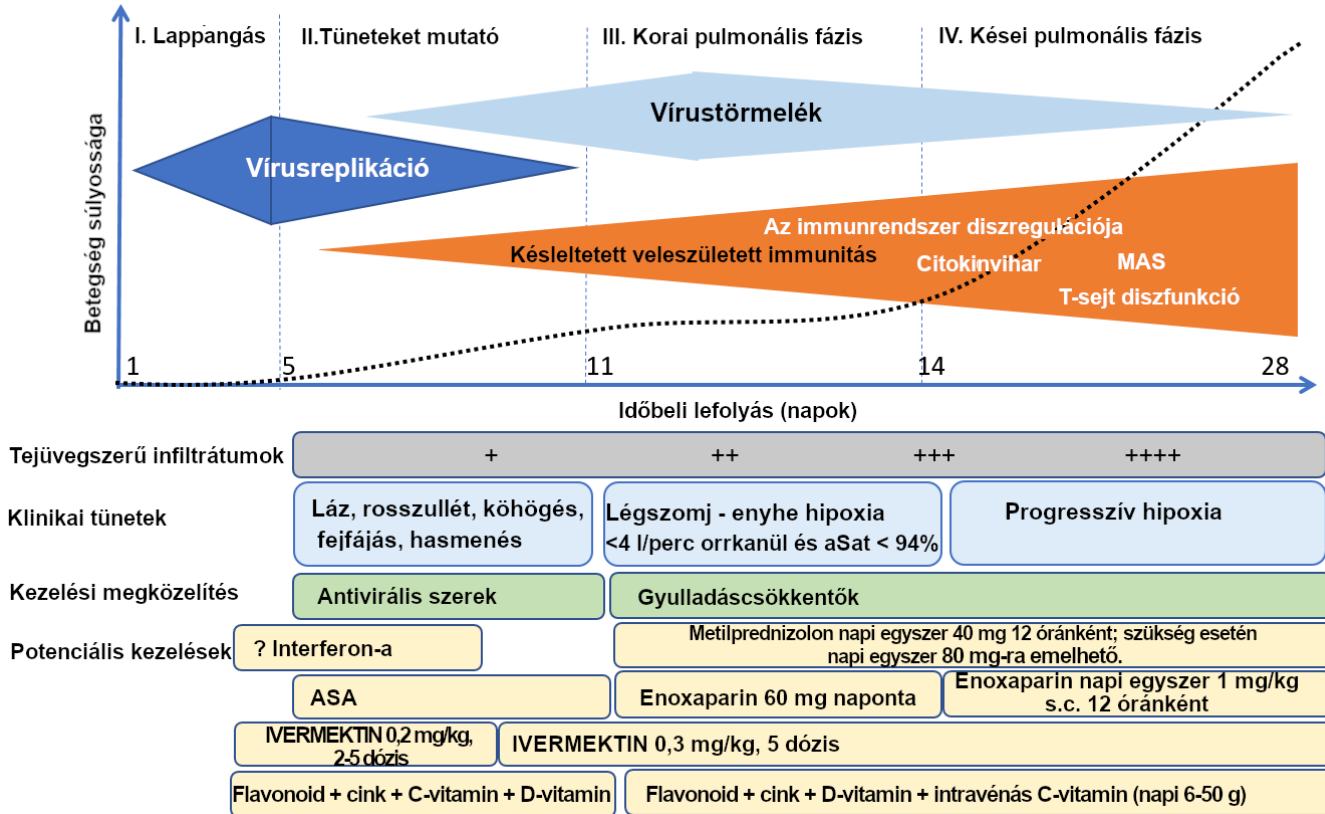 I. Lappangás
II.Tüneteket mutató
III. Korai pulmonális fázis
IV. Kései pulmonális fázis
Betegség súlyossága
Vírustörmelék
Vírusreplikáció
Az immunrendszer diszregulációja
Késleltetett veleszületett immunitás
Citokinvihar
MAS
T-sejt diszfunkció
1
5
11
14
28
Időbeli lefolyás (napok)
Tejüvegszerű infiltrátumok
+
++
+++
++++
Klinikai tünetek
Láz, rosszullét, köhögés,
fejfájás, hasmenés
Légszomj - enyhe hipoxia
<4 l/perc orrkanül és aSat < 94%
Progresszív hipoxia
Kezelési megközelítés
Antivirális szerek
Gyulladáscsökkentők
Potenciális kezelések
? Interferon-a
Metilprednizolon napi egyszer 40 mg 12 óránként; szükség esetén
napi egyszer 80 mg-ra emelhető.
ASA
Enoxaparin 60 mg naponta
Enoxaparin napi egyszer 1 mg/kg
s.c. 12 óránként
IVERMEKTIN 0,2 mg/kg,
2-5 dózis
IVERMEKTIN 0,3 mg/kg, 5 dózis
Flavonoid + cink + C-vitamin + D-vitamin
Flavonoid + cink + D-vitamin + intravénás C-vitamin (napi 6-50 g)